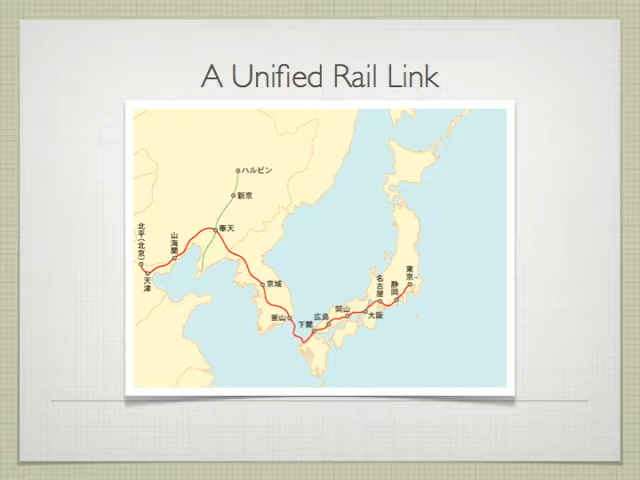 A Unified Rail Link
ハルビン
新京
奉天
山海関
北平(北京)
天津
京城
釜山
下関
広島
岡山
大阪
名古屋
静岡
東京